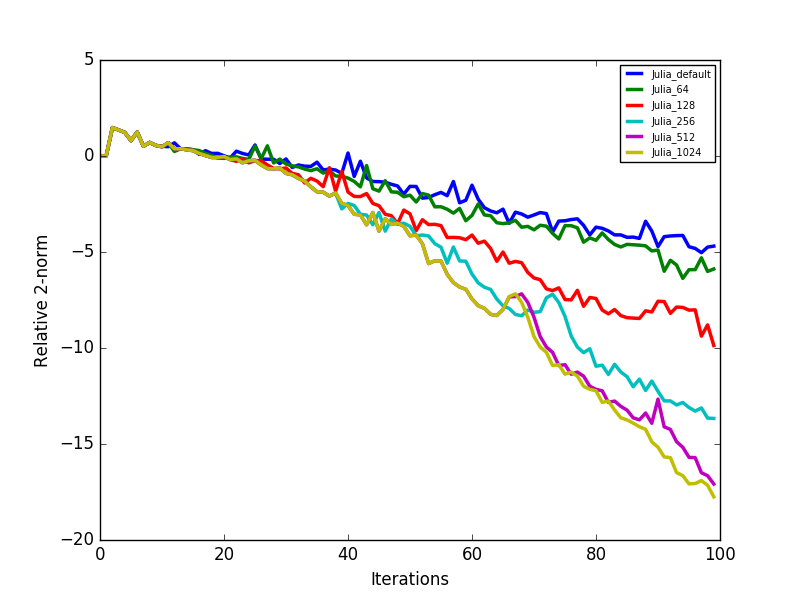 5
0
−5
−10
−15
−20
0 20 40 60 80 100
Relative 2-norm
Iterations
Julia_default
Julia_64
Julia_128
Julia_256
Julia_512
Julia_1024